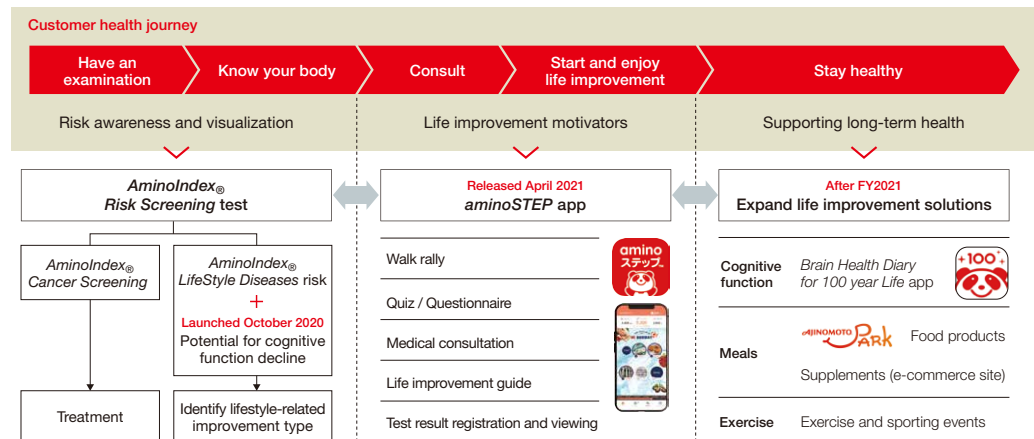 Customer health journey
Have an
examination
Know your body
Consult
Start and enjoy
life improvement
Stay healthy
Risk awareness and visualization
Life improvement motivators
Supporting long-term health
AminoIndex®
Risk Screening test
AminoIndex®
Cancer Screening
AminoIndex®
LifeStyle Diseases risk
+
Launched October 2020
Potential for cognitive
function decline
Treatment
Identify lifestyle-related
improvement type
Released April 2021
aminoSTEP app
Walk rally
Quiz / Questionnaire
Medical consultation
Life improvement guide
Test result registration and viewing
amino
ステップ
After FY2021
Expand life improvement solutions
Cognitive
function
Brain Health Diary
for 100 year Life app
+100+
Meals
AJINOMOTO PARK
Food products
Supplements (e-commerce site)
Exercise
Exercise and sporting events